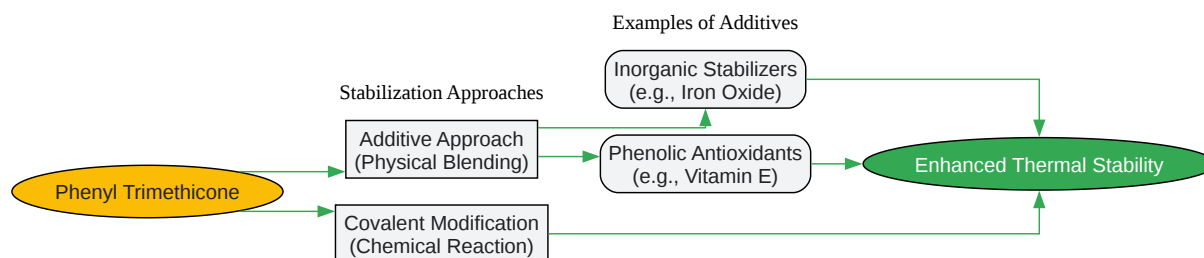 Examples of Additives
Inorganic Stabilizers
(e.g., Iron Oxide)
Stabilization Approaches
Additive Approach
(Physical Blending)
Phenolic Antioxidants
(e.g., Vitamin E)
Enhanced Thermal Stability
Phenyl Trimethicone
Covalent Modification
(Chemical Reaction)